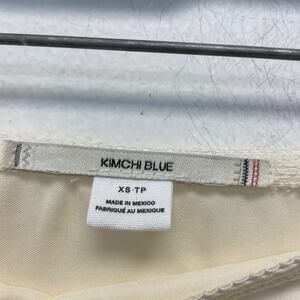 KIMCHI BLUE
XS-TP
MADE IN MEXICO
FABRIQUÉ AU MEXIQUE